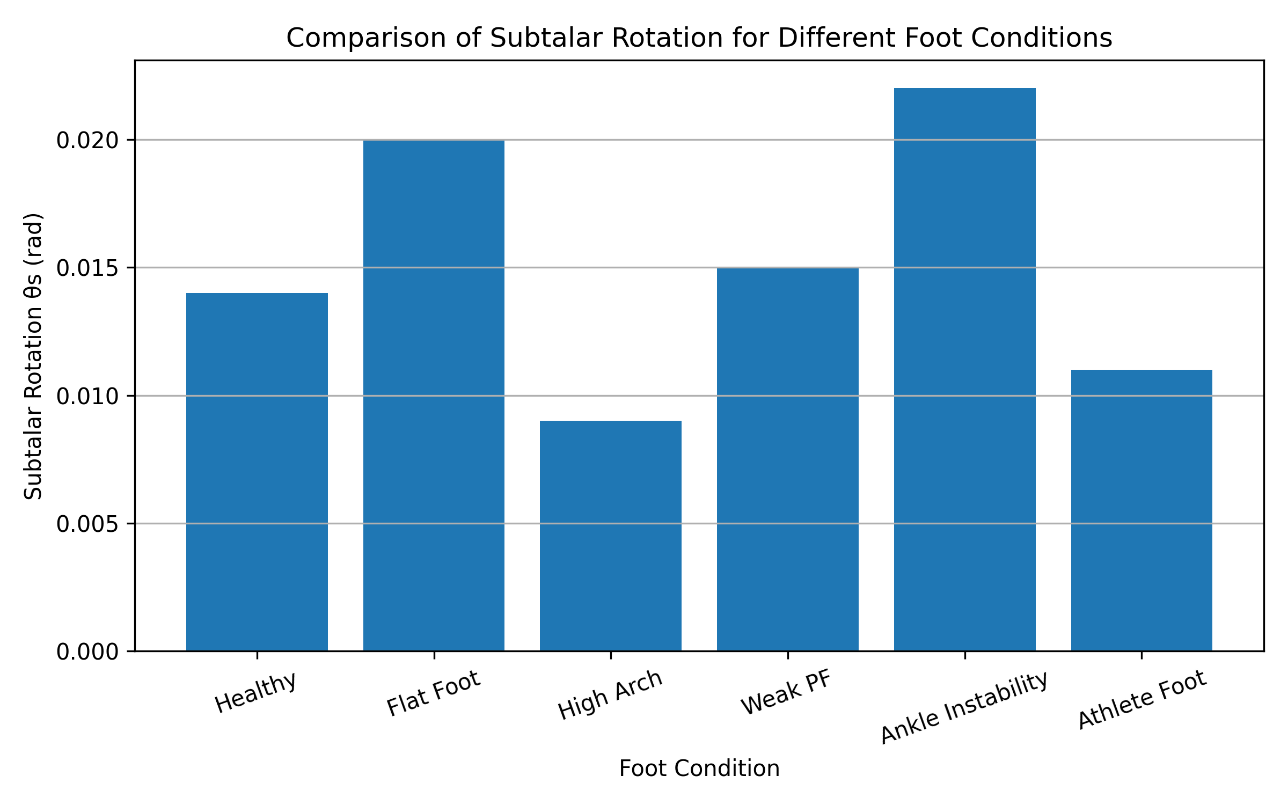 Comparison of Subtalar Rotation for Different Foot Conditions
Subtalar Rotation θs (rad)
0.020
0.015
0.010
0.005
0.000
Healthy
Flat Foot
High Arch
Weak PF
Ankle Instability
Athlete Foot
Foot Condition